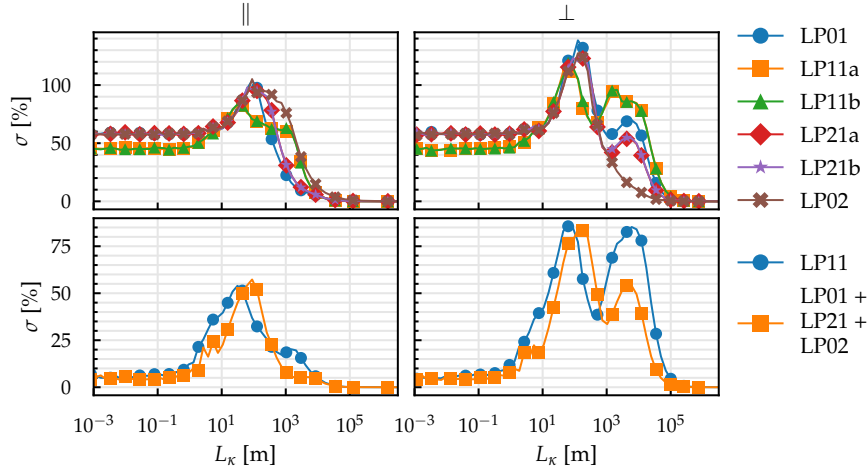 ∥ ⊥
σ [%]
100
50
0
LP01
LP11a
LP11b
LP21a
LP21b
LP02
σ [%]
75
50
25
0
LP11
LP01 +
LP21 +
LP02
10⁻³ 10⁻¹ 10¹ 10³ 10⁵ 10⁻³ 10⁻¹ 10¹ 10³ 10⁵
L_κ [m] L_κ [m]